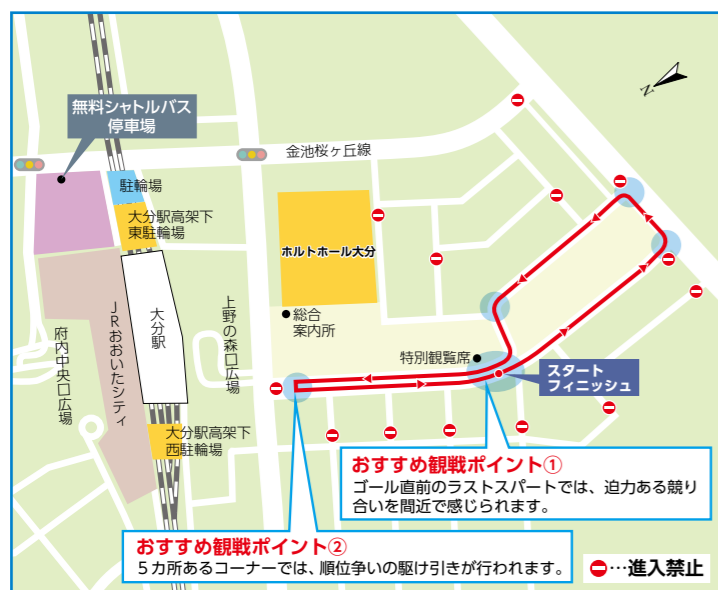 無料シャトルバス
停車場
N
金池桜ヶ丘線
駐輪場
大分駅高架下
東駐輪場
ホルトホール大分
総合
案内所
上野の森口広場
大分駅
JRおおいたシティ
府内中央口広場
特別観覧席
スタート
フィニッシュ
大分駅高架下
西駐輪場
おすすめ観戦ポイント①
ゴール直前のラストスパートでは、迫力ある競り
合いを間近で感じられます。
おすすめ観戦ポイント②
5カ所あるコーナーでは、順位争いの駆け引きが行われます。
…進入禁止